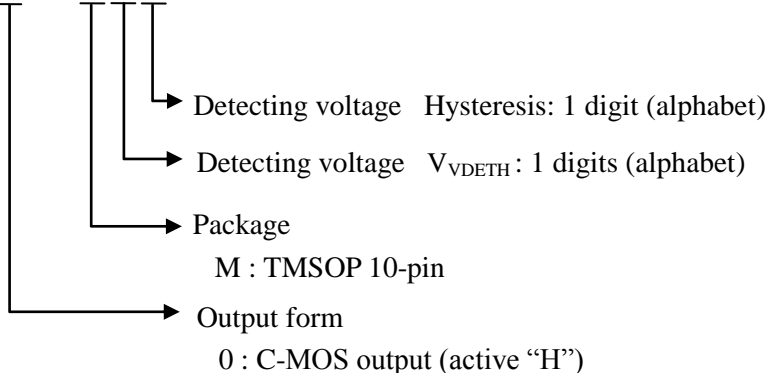 Detecting voltage Hysteresis: 1 digit (alphabet)
Detecting voltage VVDETH : 1 digits (alphabet)
Package
M : TMSOP 10-pin
Output form
0 : C-MOS output (active “H”)